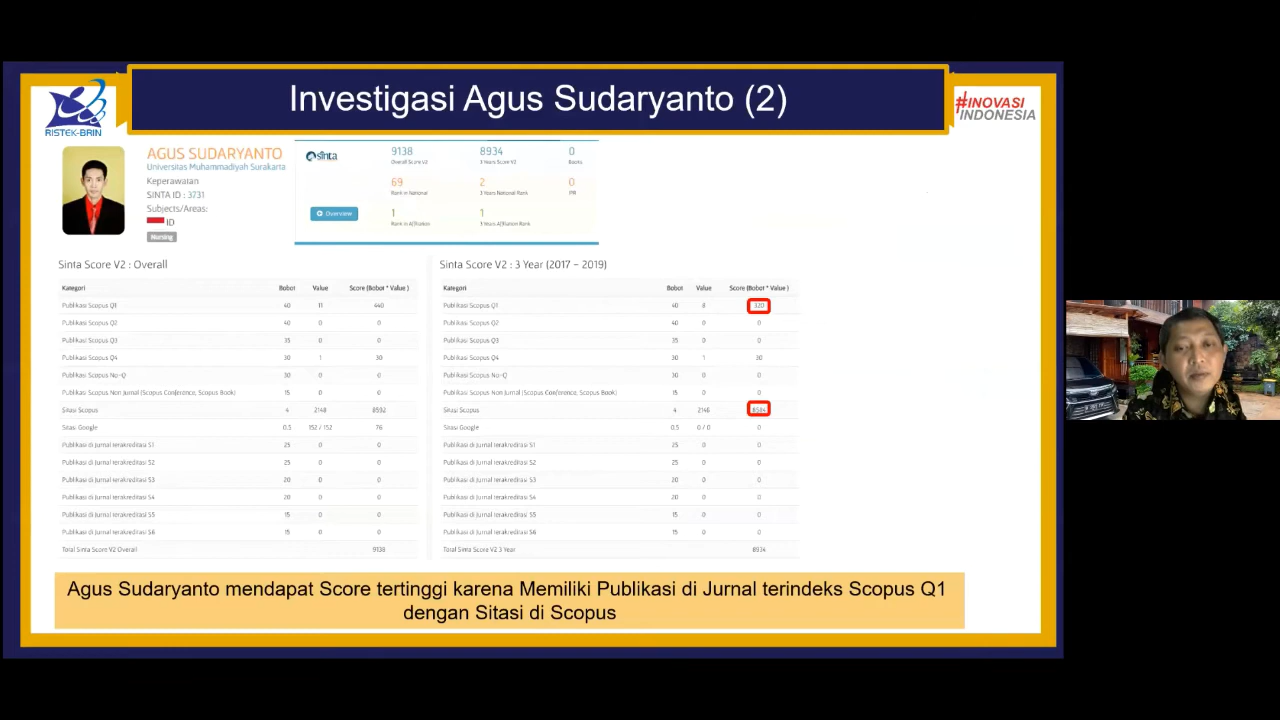 Investigasi Agus Sudaryanto (2)
RISTEK-BRIN
#INOVASI
INDONESIA
AGUS SUDARYANTO
Universitas Muhammadiyah Surakarta
Keperawatan
SINTA ID : 3731
Subjects/Areas:
ID
Nursing
sinta
Overview
9138
Overall Score V2
8934
3 Years Score V2
0
Books
69
Rank in National
2
3 Years National Rank
0
IPR
1
Rank in Affiliation
1
3 Years Affiliation Rank
Sinta Score V2 : Overall
Kategori Bobot Value Score (Bobot * Value )
Publikasi Scopus Q1 40 11 440
Publikasi Scopus Q2 40 0 0
Publikasi Scopus Q3 35 0 0
Publikasi Scopus Q4 30 1 30
Publikasi Scopus No-Q 30 0 0
Publikasi Scopus Non Jurnal (Scopus Conference, Scopus Book) 15 0 0
Sitasi Scopus 4 2148 8592
Sitasi Google 0.5 152 / 152 76
Publikasi di Jurnal terakreditasi S1 25 0 0
Publikasi di Jurnal terakreditasi S2 25 0 0
Publikasi di Jurnal terakreditasi S3 20 0 0
Publikasi di Jurnal terakreditasi S4 20 0 0
Publikasi di Jurnal terakreditasi S5 15 0 0
Publikasi di Jurnal terakreditasi S6 15 0 0
Total Sinta Score V2 Overall 9138
Sinta Score V2 : 3 Year (2017 – 2019)
Kategori Bobot Value Score (Bobot * Value )
Publikasi Scopus Q1 40 8 320
Publikasi Scopus Q2 40 0 0
Publikasi Scopus Q3 35 0 0
Publikasi Scopus Q4 30 1 30
Publikasi Scopus No-Q 30 0 0
Publikasi Scopus Non Jurnal (Scopus Conference, Scopus Book) 15 0 0
Sitasi Scopus 4 2146 8584
Sitasi Google 0.5 0 / 0 0
Publikasi di Jurnal terakreditasi S1 25 0 0
Publikasi di Jurnal terakreditasi S2 25 0 0
Publikasi di Jurnal terakreditasi S3 20 0 0
Publikasi di Jurnal terakreditasi S4 20 0 0
Publikasi di Jurnal terakreditasi S5 15 0 0
Publikasi di Jurnal terakreditasi S6 15 0 0
Total Sinta Score V2 3 Year 8934
Agus Sudaryanto mendapat Score tertinggi karena Memiliki Publikasi di Jurnal terindeks Scopus Q1
dengan Sitasi di Scopus